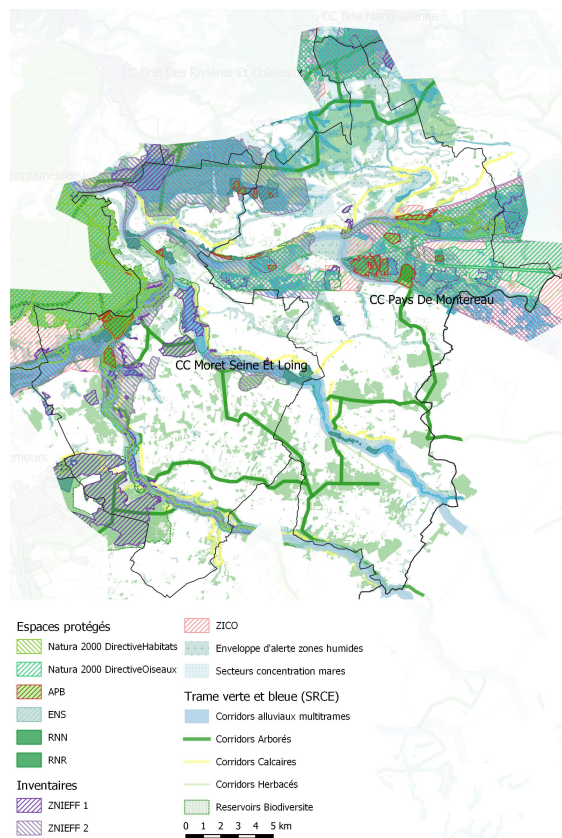 CC Brie Nangissienne
CC Brie Des Rivières Et Châtea
Fontainebleau
CC Pays De Montereau
CC Moret Seine Et Loing
emours
Espaces protégés
Natura 2000 DirectiveHabitats
Natura 2000 DirectiveOiseaux
APB
ENS
RNN
RNR
Inventaires
ZNIEFF 1
ZNIEFF 2
ZICO
Enveloppe d'alerte zones humides
Secteurs concentration mares
Trame verte et bleue (SRCE)
Corridors alluviaux multitrames
Corridors Arborés
Corridors Calcaires
Corridors Herbacés
Reservoirs Biodiversite
0 1 2 3 4 5 km